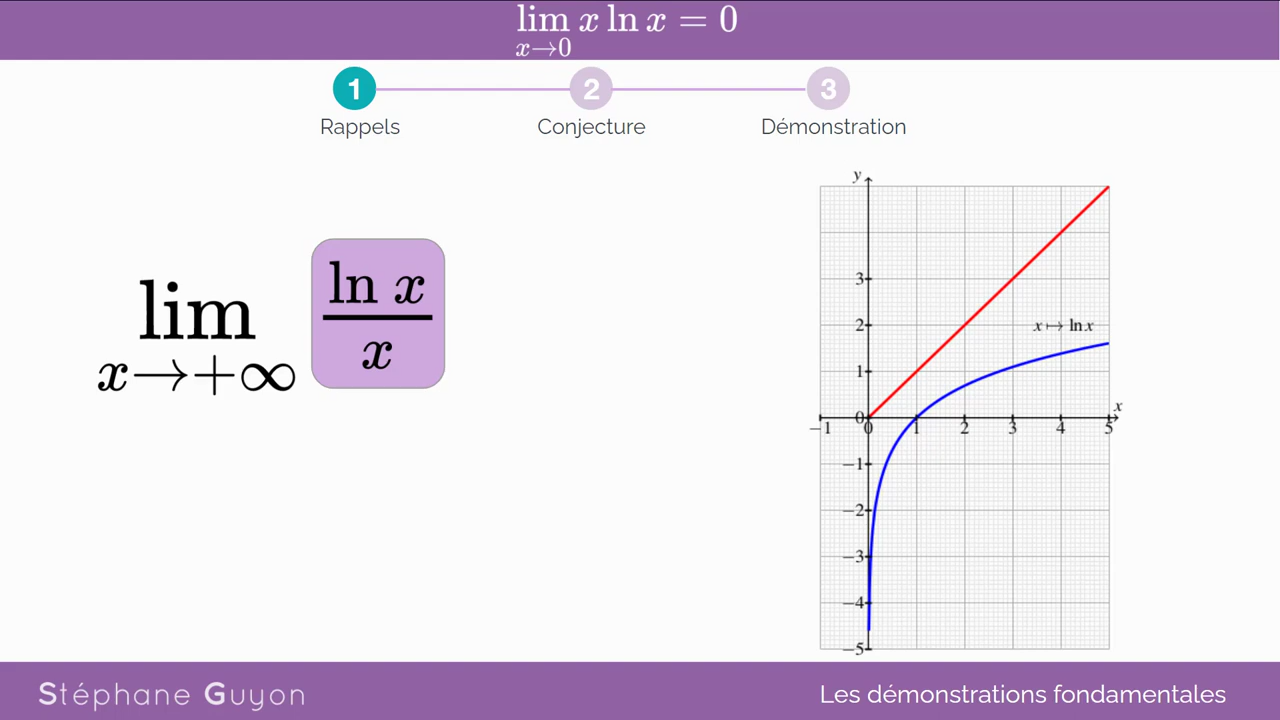 lim x ln x = 0
x→0
1 2 3
Rappels Conjecture Démonstration
lim ln x / x
x→+∞
y
3
2
x ↦ ln x
1
x
0
−1 0 1 2 3 4 5
−1
−2
−3
−4
−5
Stéphane Guyon
Les démonstrations fondamentales